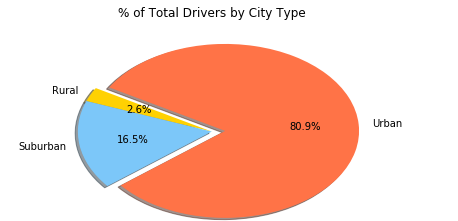 % of Total Drivers by City Type
Rural
2.6%
Urban
80.9%
Suburban
16.5%